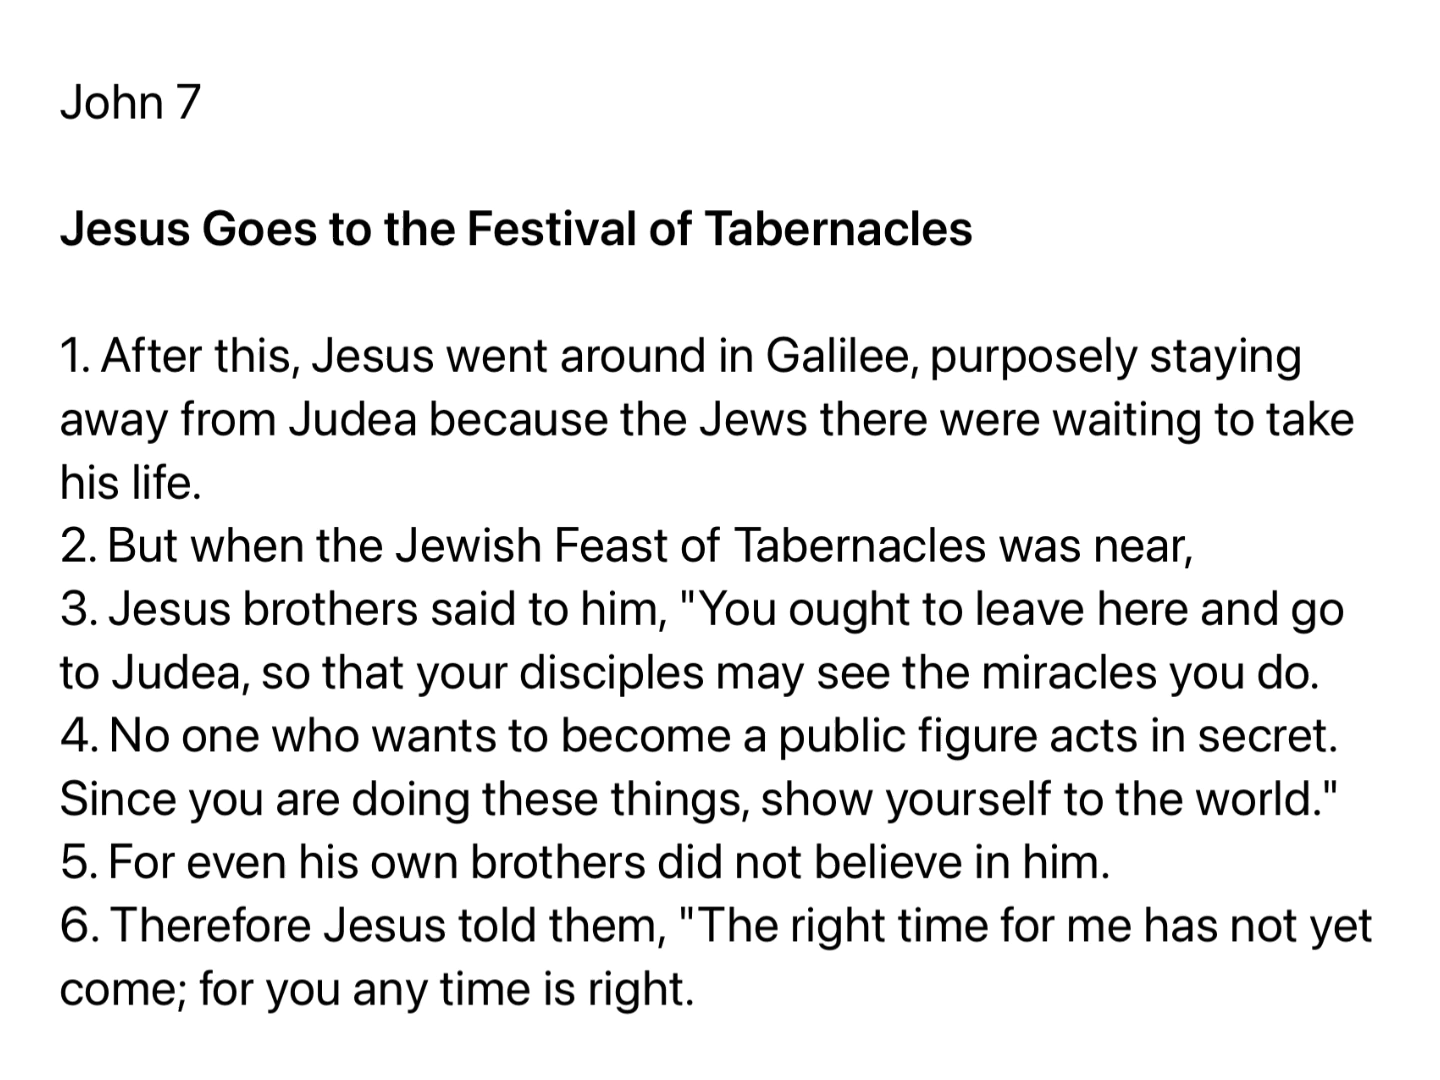 John 7
Jesus Goes to the Festival of Tabernacles
1. After this, Jesus went around in Galilee, purposely staying
away from Judea because the Jews there were waiting to take
his life.
2. But when the Jewish Feast of Tabernacles was near,
3. Jesus brothers said to him, "You ought to leave here and go
to Judea, so that your disciples may see the miracles you do.
4. No one who wants to become a public figure acts in secret.
Since you are doing these things, show yourself to the world."
5. For even his own brothers did not believe in him.
6. Therefore Jesus told them, "The right time for me has not yet
come; for you any time is right.